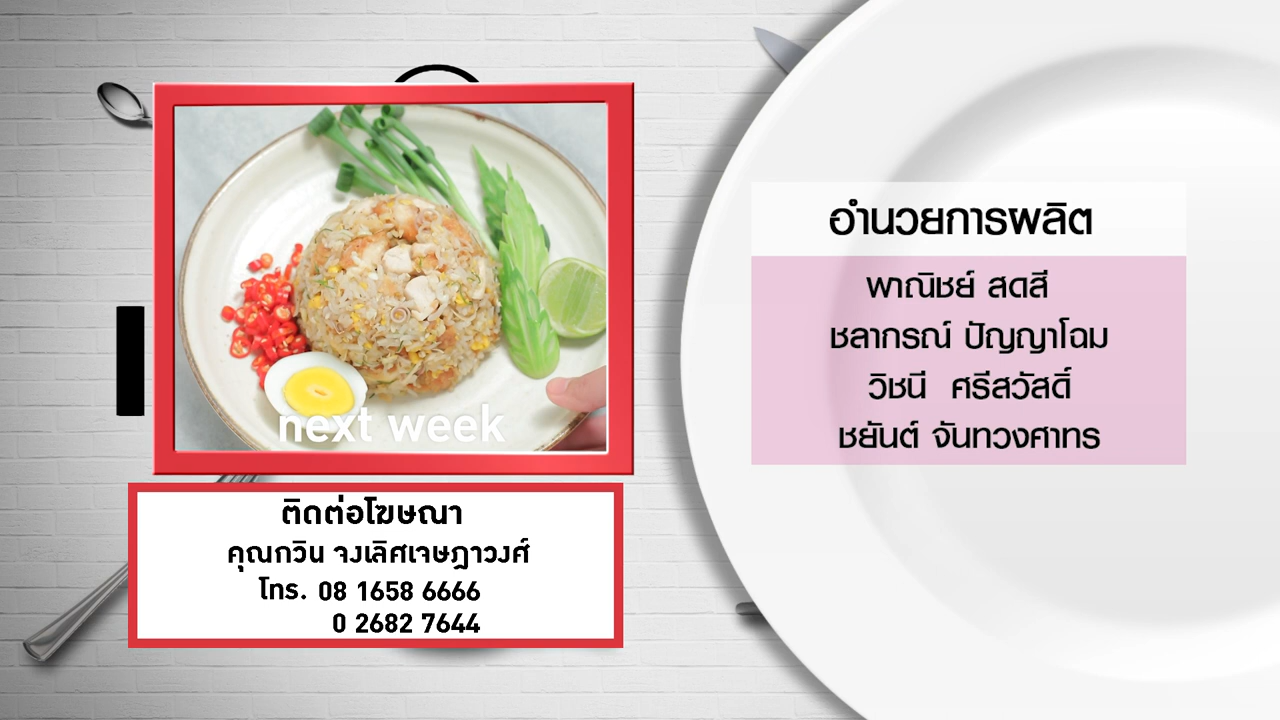 next week
ติดต่อโฆษณา
คุณกวิน จงเลิศเจษฎาวงศ์
โทร. 08 1658 6666
0 2682 7644
อำนวยการผลิต
พาณิชย์ สดสี
ชลากรณ์ ปัญญาโฉม
วิชนี ศรีสวัสดิ์
ชยันต์ จันทวงศาทร